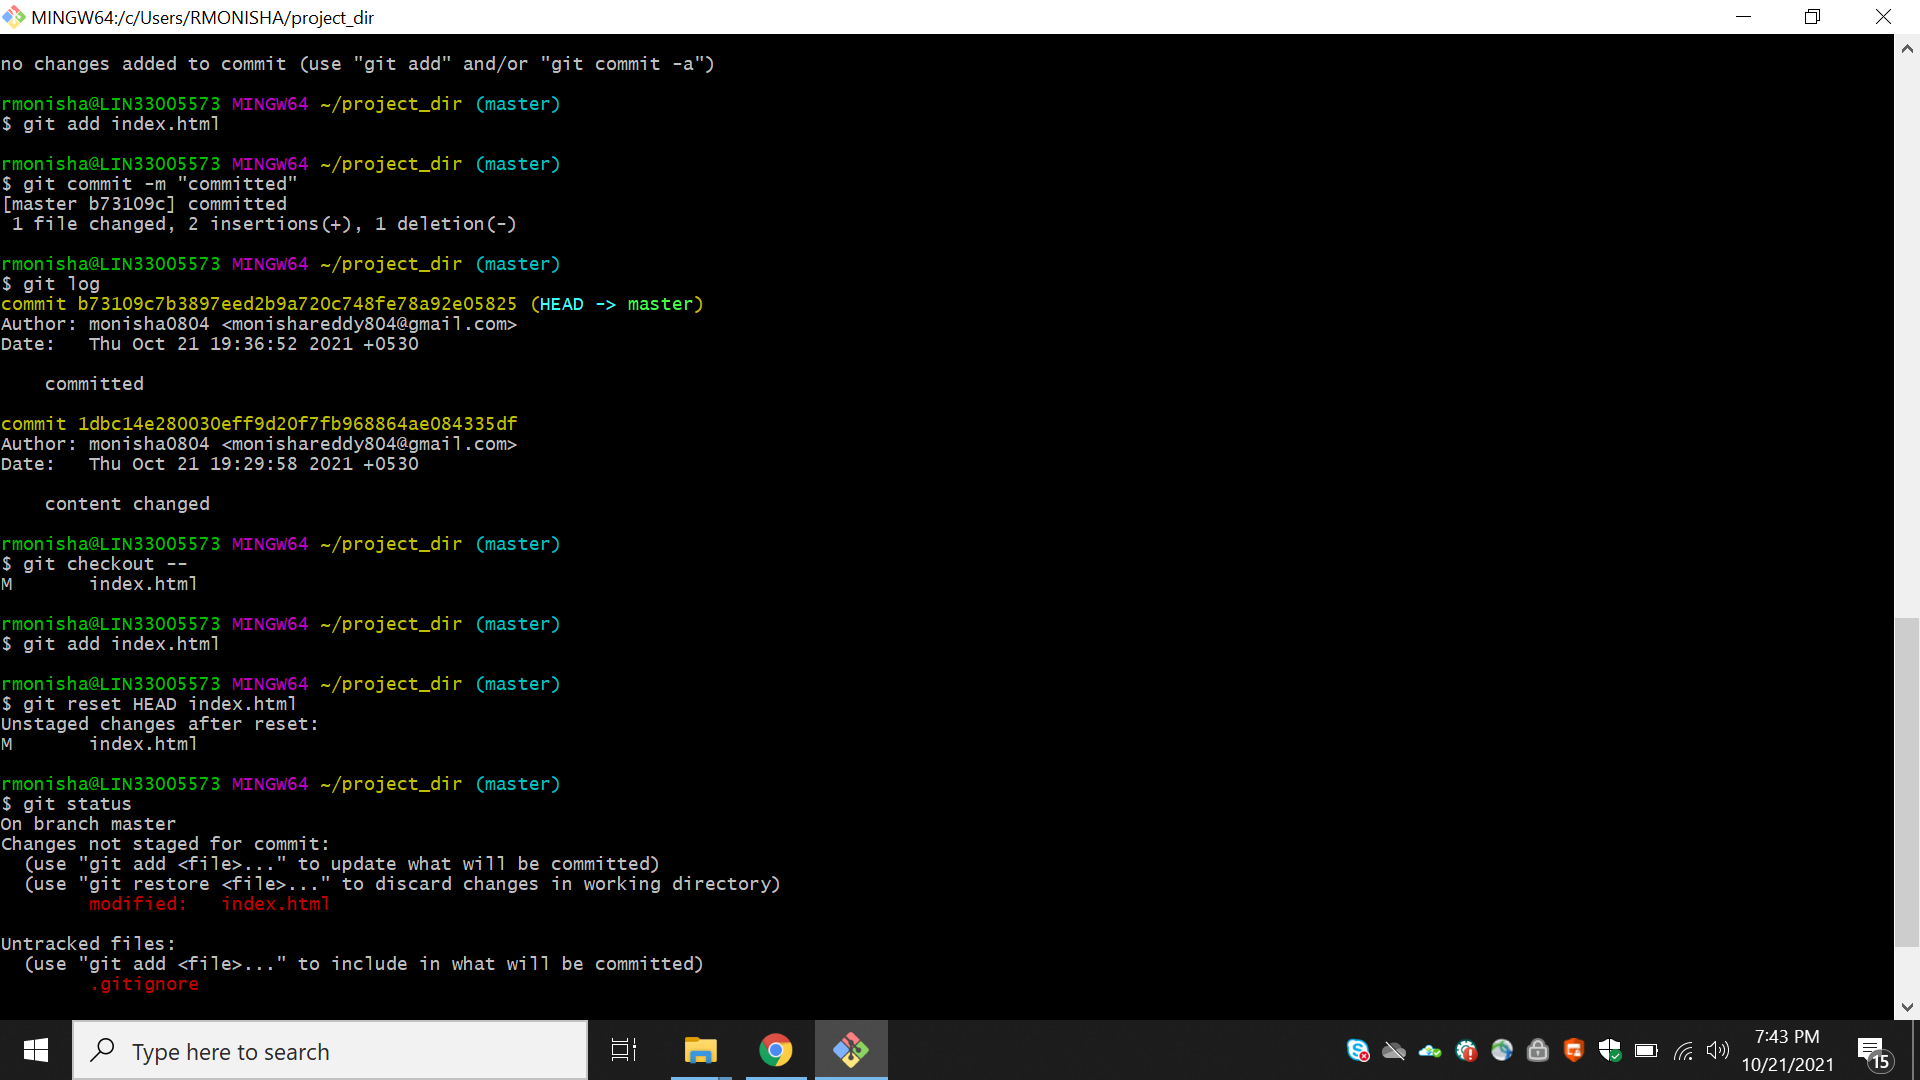 MINGW64:/c/Users/RMONISHA/project_dir
no changes added to commit (use "git add" and/or "git commit -a")
rmonisha@LIN33005573 MINGW64 ~/project_dir (master)
$ git add index.html
rmonisha@LIN33005573 MINGW64 ~/project_dir (master)
$ git commit -m "committed"
[master b73109c] committed
 1 file changed, 2 insertions(+), 1 deletion(-)
rmonisha@LIN33005573 MINGW64 ~/project_dir (master)
$ git log
commit b73109c7b3897eed2b9a720c748fe78a92e05825 (HEAD -> master)
Author: monisha0804 <monishareddy804@gmail.com>
Date:   Thu Oct 21 19:36:52 2021 +0530
    committed
commit 1dbc14e280030eff9d20f7fb968864ae084335df
Author: monisha0804 <monishareddy804@gmail.com>
Date:   Thu Oct 21 19:29:58 2021 +0530
    content changed
rmonisha@LIN33005573 MINGW64 ~/project_dir (master)
$ git checkout --
M       index.html
rmonisha@LIN33005573 MINGW64 ~/project_dir (master)
$ git add index.html
rmonisha@LIN33005573 MINGW64 ~/project_dir (master)
$ git reset HEAD index.html
Unstaged changes after reset:
M       index.html
rmonisha@LIN33005573 MINGW64 ~/project_dir (master)
$ git status
On branch master
Changes not staged for commit:
  (use "git add <file>..." to update what will be committed)
  (use "git restore <file>..." to discard changes in working directory)
        modified:   index.html
Untracked files:
  (use "git add <file>..." to include in what will be committed)
        .gitignore
Type here to search
7:43 PM
10/21/2021
15